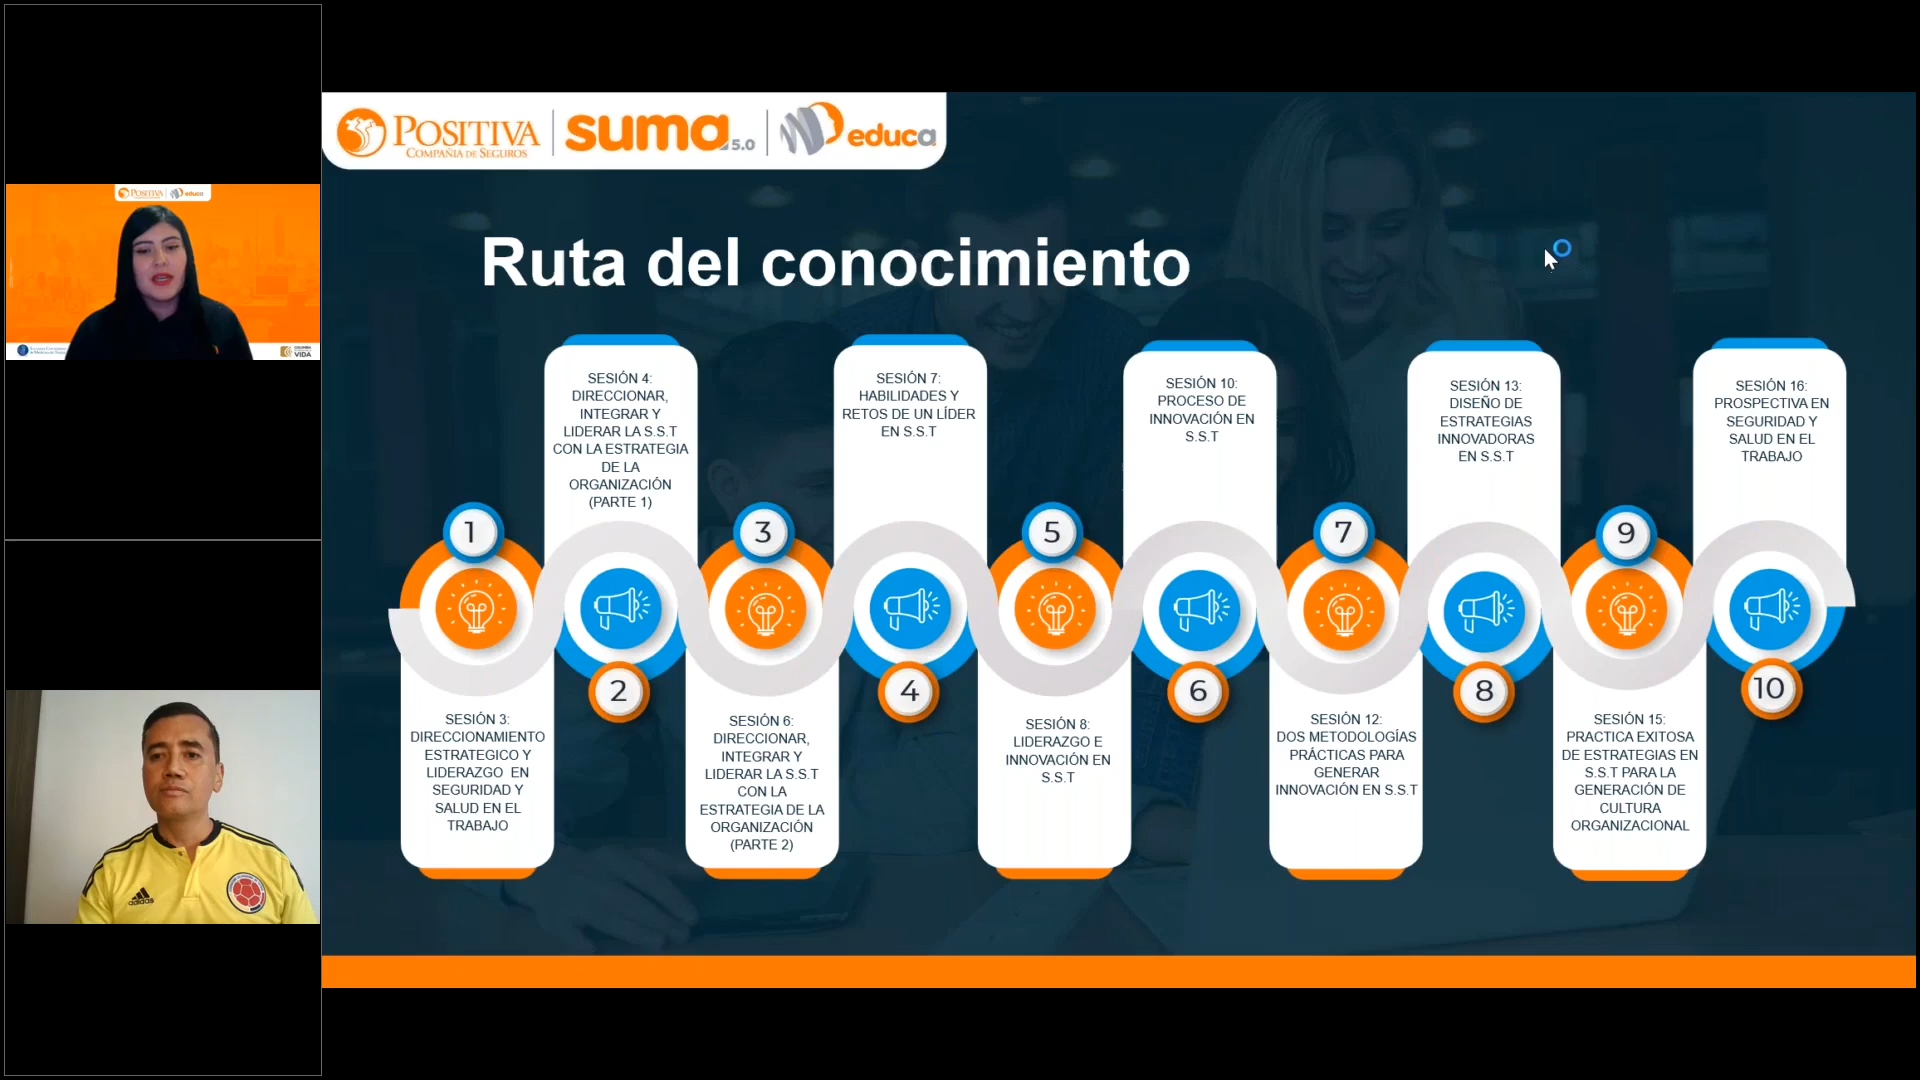 POSITIVA
COMPAÑÍA DE SEGUROS
suma 5.0
educa
Ruta del conocimiento
POSITIVA educa
VIDA
adidas
SESIÓN 4:
DIRECCIONAR,
INTEGRAR Y
LIDERAR LA S.S.T
CON LA ESTRATEGIA
DE LA
ORGANIZACIÓN
(PARTE 1)
SESIÓN 7:
HABILIDADES Y
RETOS DE UN LÍDER
EN S.S.T
SESIÓN 10:
PROCESO DE
INNOVACIÓN EN
S.S.T
SESIÓN 13:
DISEÑO DE
ESTRATEGIAS
INNOVADORAS
EN S.S.T
SESIÓN 16:
PROSPECTIVA EN
SEGURIDAD Y
SALUD EN EL
TRABAJO
1
3
5
7
9
2
4
6
8
10
SESIÓN 3:
DIRECCIONAMIENTO
ESTRATEGICO Y
LIDERAZGO EN
SEGURIDAD Y
SALUD EN EL
TRABAJO
SESIÓN 6:
DIRECCIONAR,
INTEGRAR Y
LIDERAR LA S.S.T
CON LA
ESTRATEGIA DE LA
ORGANIZACIÓN
(PARTE 2)
SESIÓN 8:
LIDERAZGO E
INNOVACIÓN EN
S.S.T
SESIÓN 12:
DOS METODOLOGÍAS
PRÁCTICAS PARA
GENERAR
INNOVACIÓN EN S.S.T
SESIÓN 15:
PRACTICA EXITOSA
DE ESTRATEGIAS EN
S.S.T PARA LA
GENERACIÓN DE
CULTURA
ORGANIZACIONAL